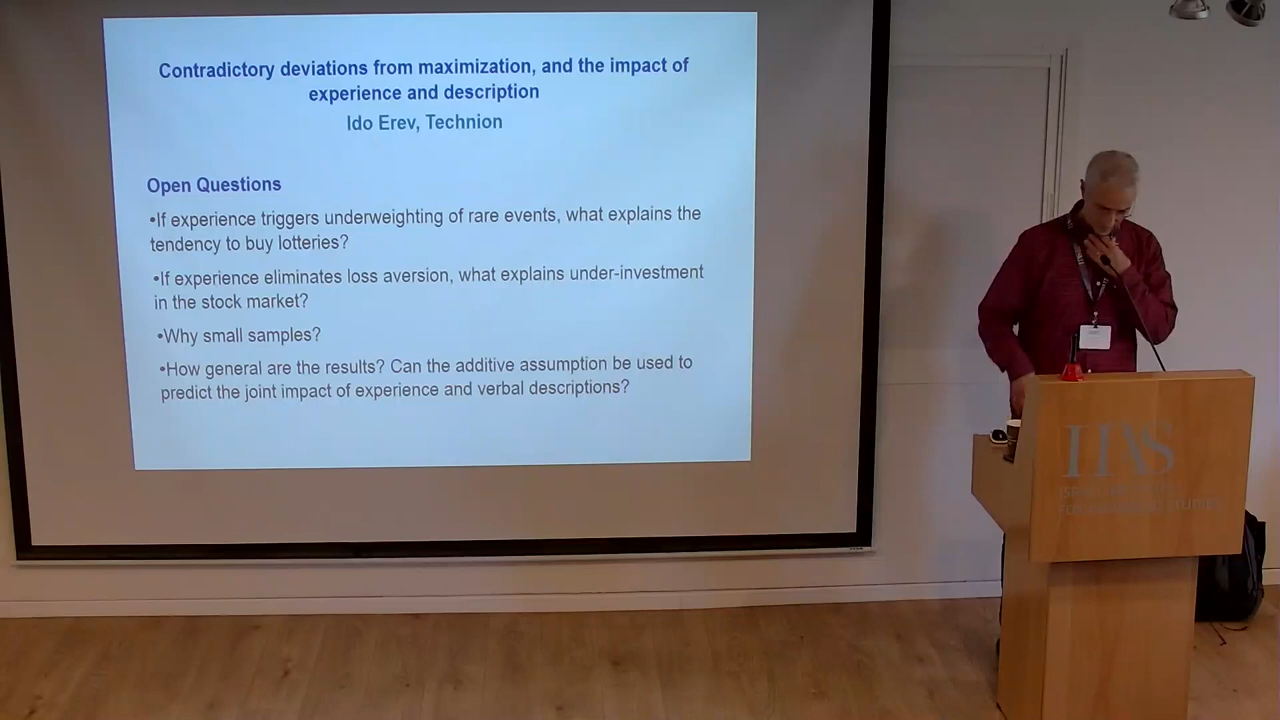 Contradictory deviations from maximization, and the impact of
experience and description
Ido Erev, Technion
Open Questions
•If experience triggers underweighting of rare events, what explains the
tendency to buy lotteries?
•If experience eliminates loss aversion, what explains under-investment
in the stock market?
•Why small samples?
•How general are the results? Can the additive assumption be used to
predict the joint impact of experience and verbal descriptions?
IIAS